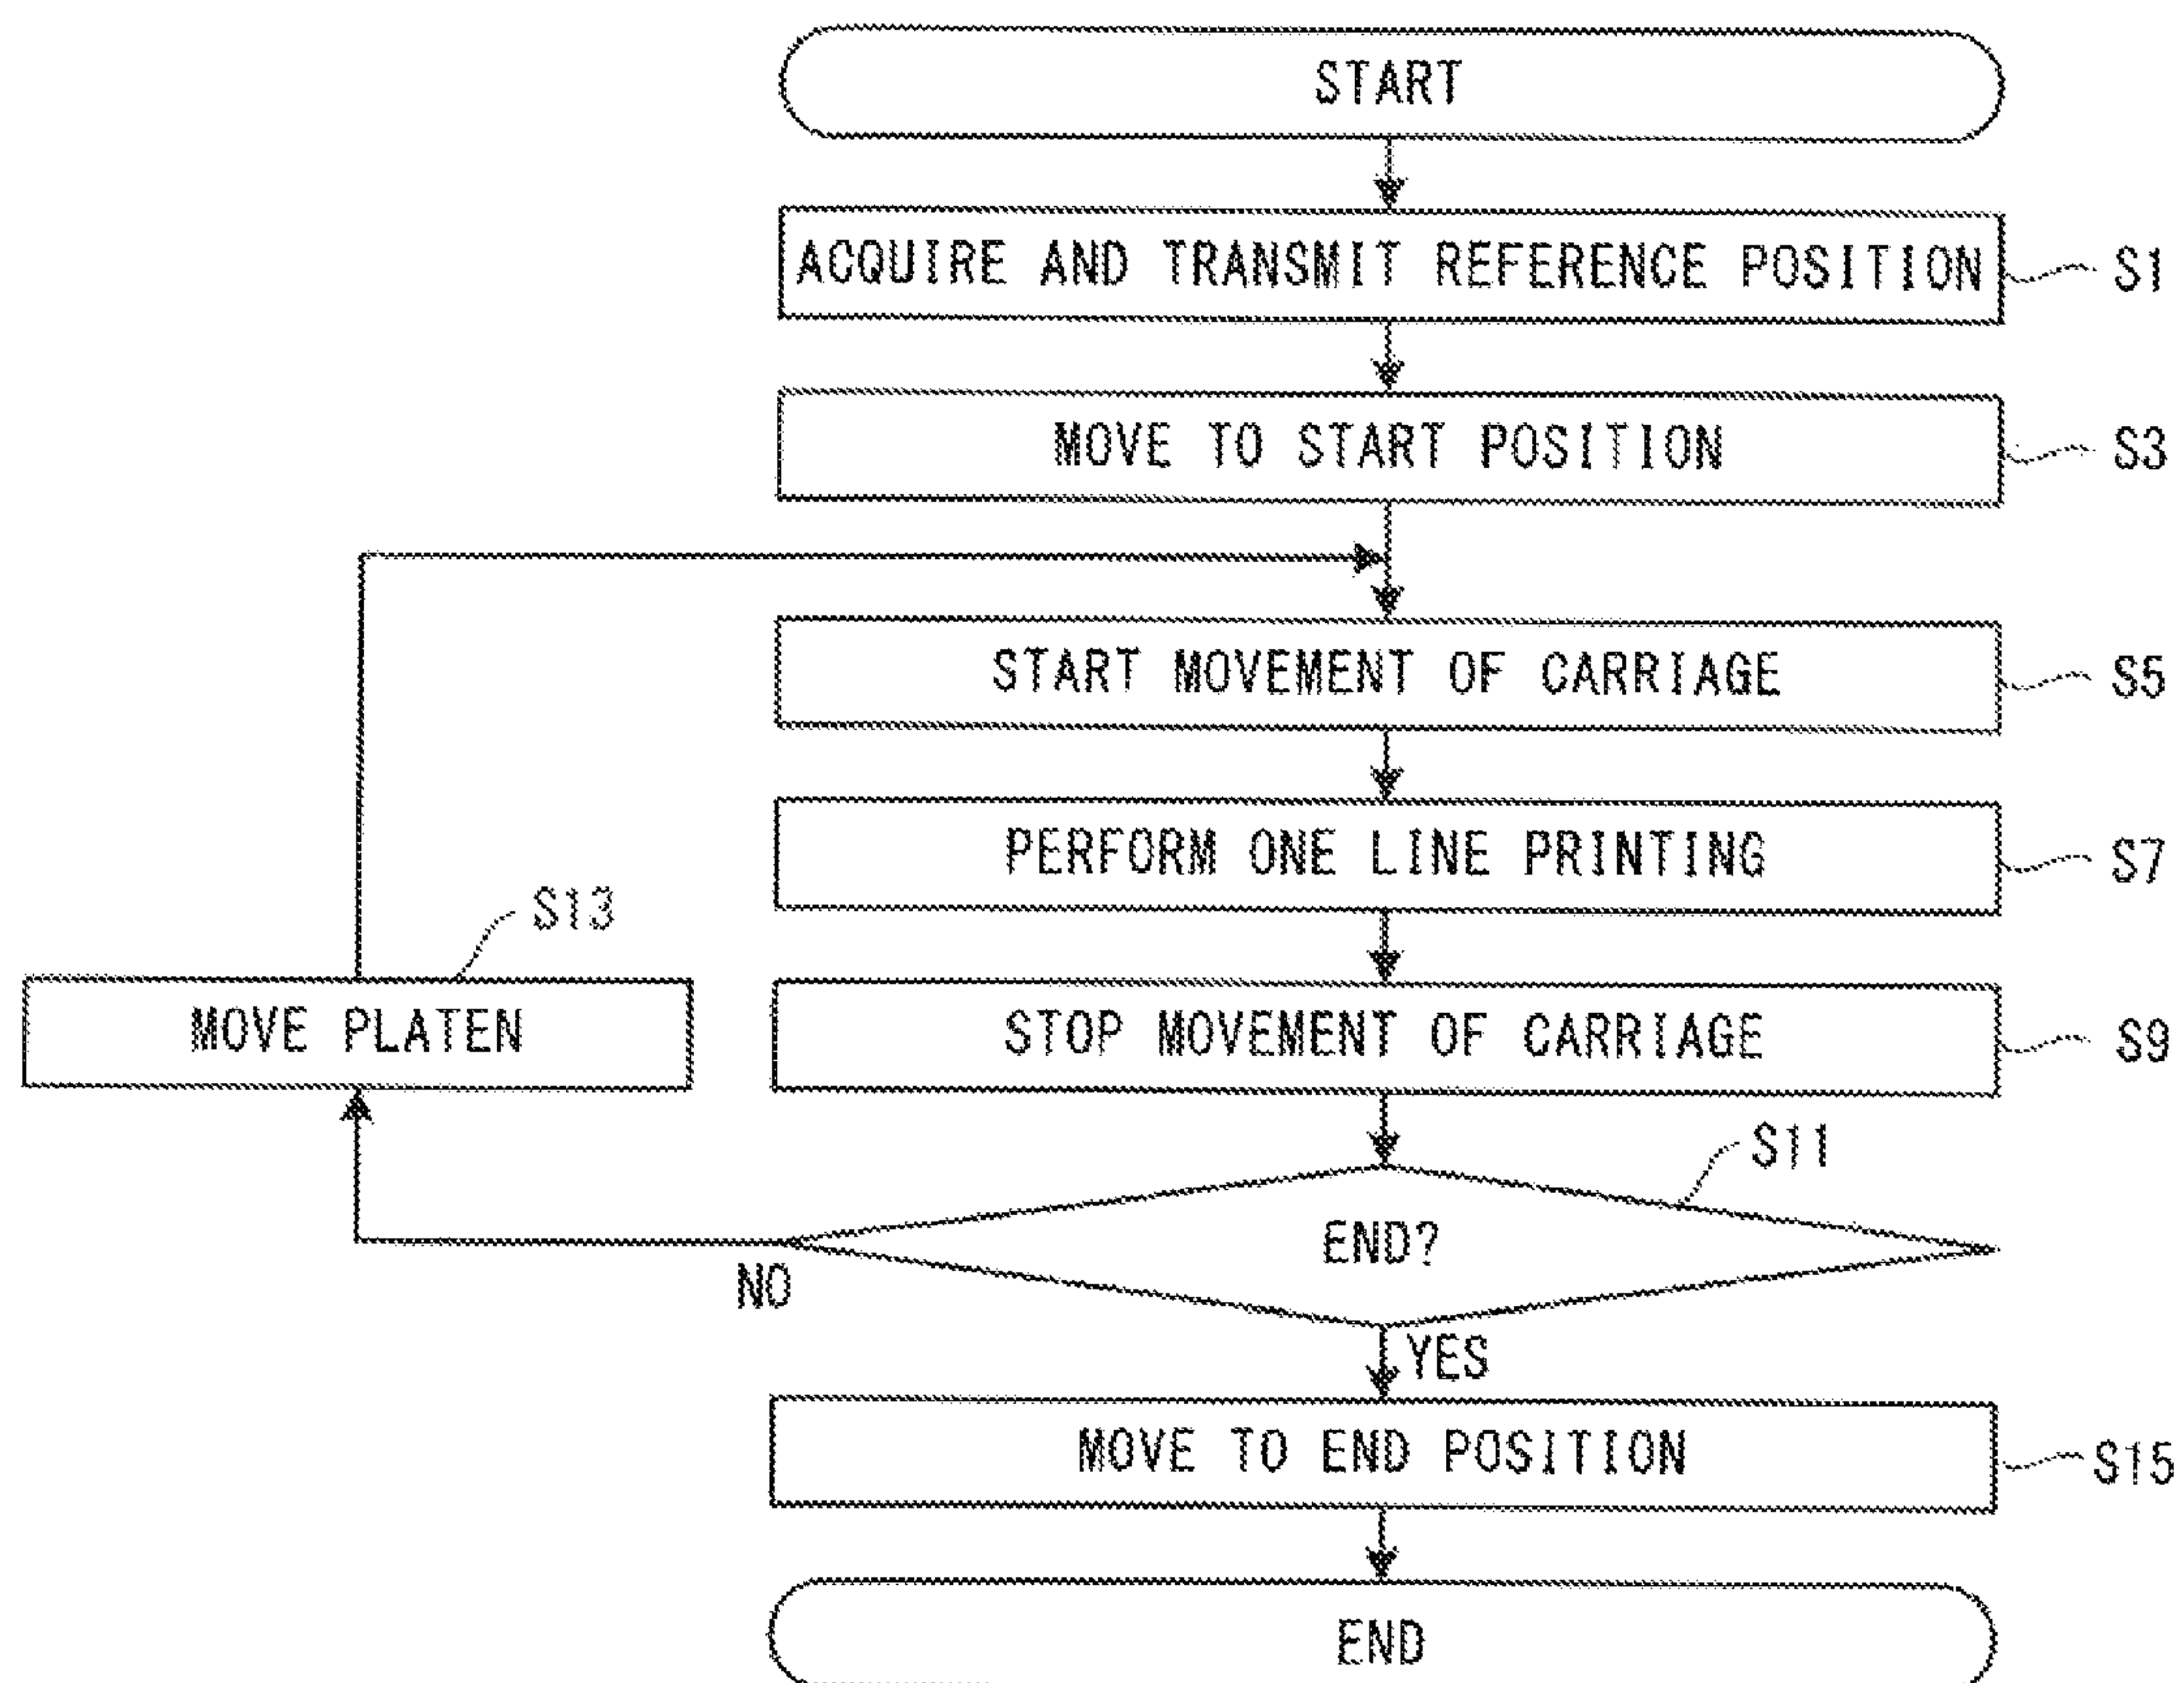 START
ACQUIRE AND TRANSMIT REFERENCE POSITION
S1
MOVE TO START POSITION
S3
START MOVEMENT OF CARRIAGE
S5
PERFORM ONE LINE PRINTING
S7
S13
MOVE PLATEN
STOP MOVEMENT OF CARRIAGE
S9
S11
END?
NO
YES
MOVE TO END POSITION
S15
END